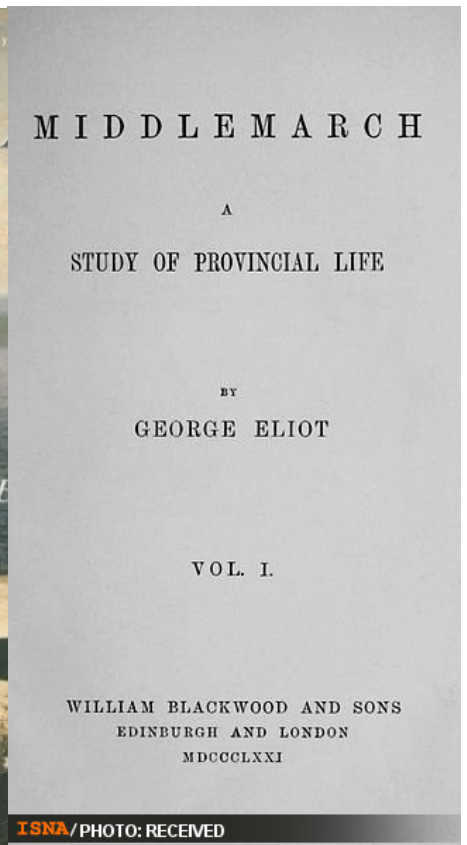 MIDDLEMARCH
A
STUDY OF PROVINCIAL LIFE
BY
GEORGE ELIOT
VOL. I.
WILLIAM BLACKWOOD AND SONS
EDINBURGH AND LONDON
MDCCCLXXI
ISNA/PHOTO: RECEIVED